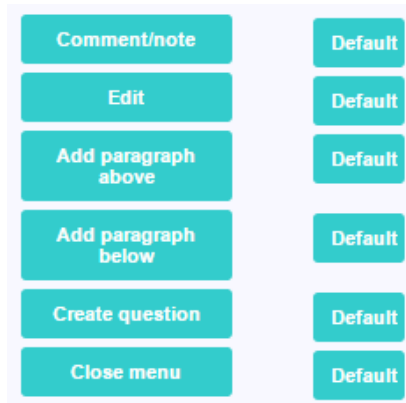 Comment/note
Default
Edit
Default
Add paragraph
above
Default
Add paragraph
below
Default
Create question
Default
Close menu
Default